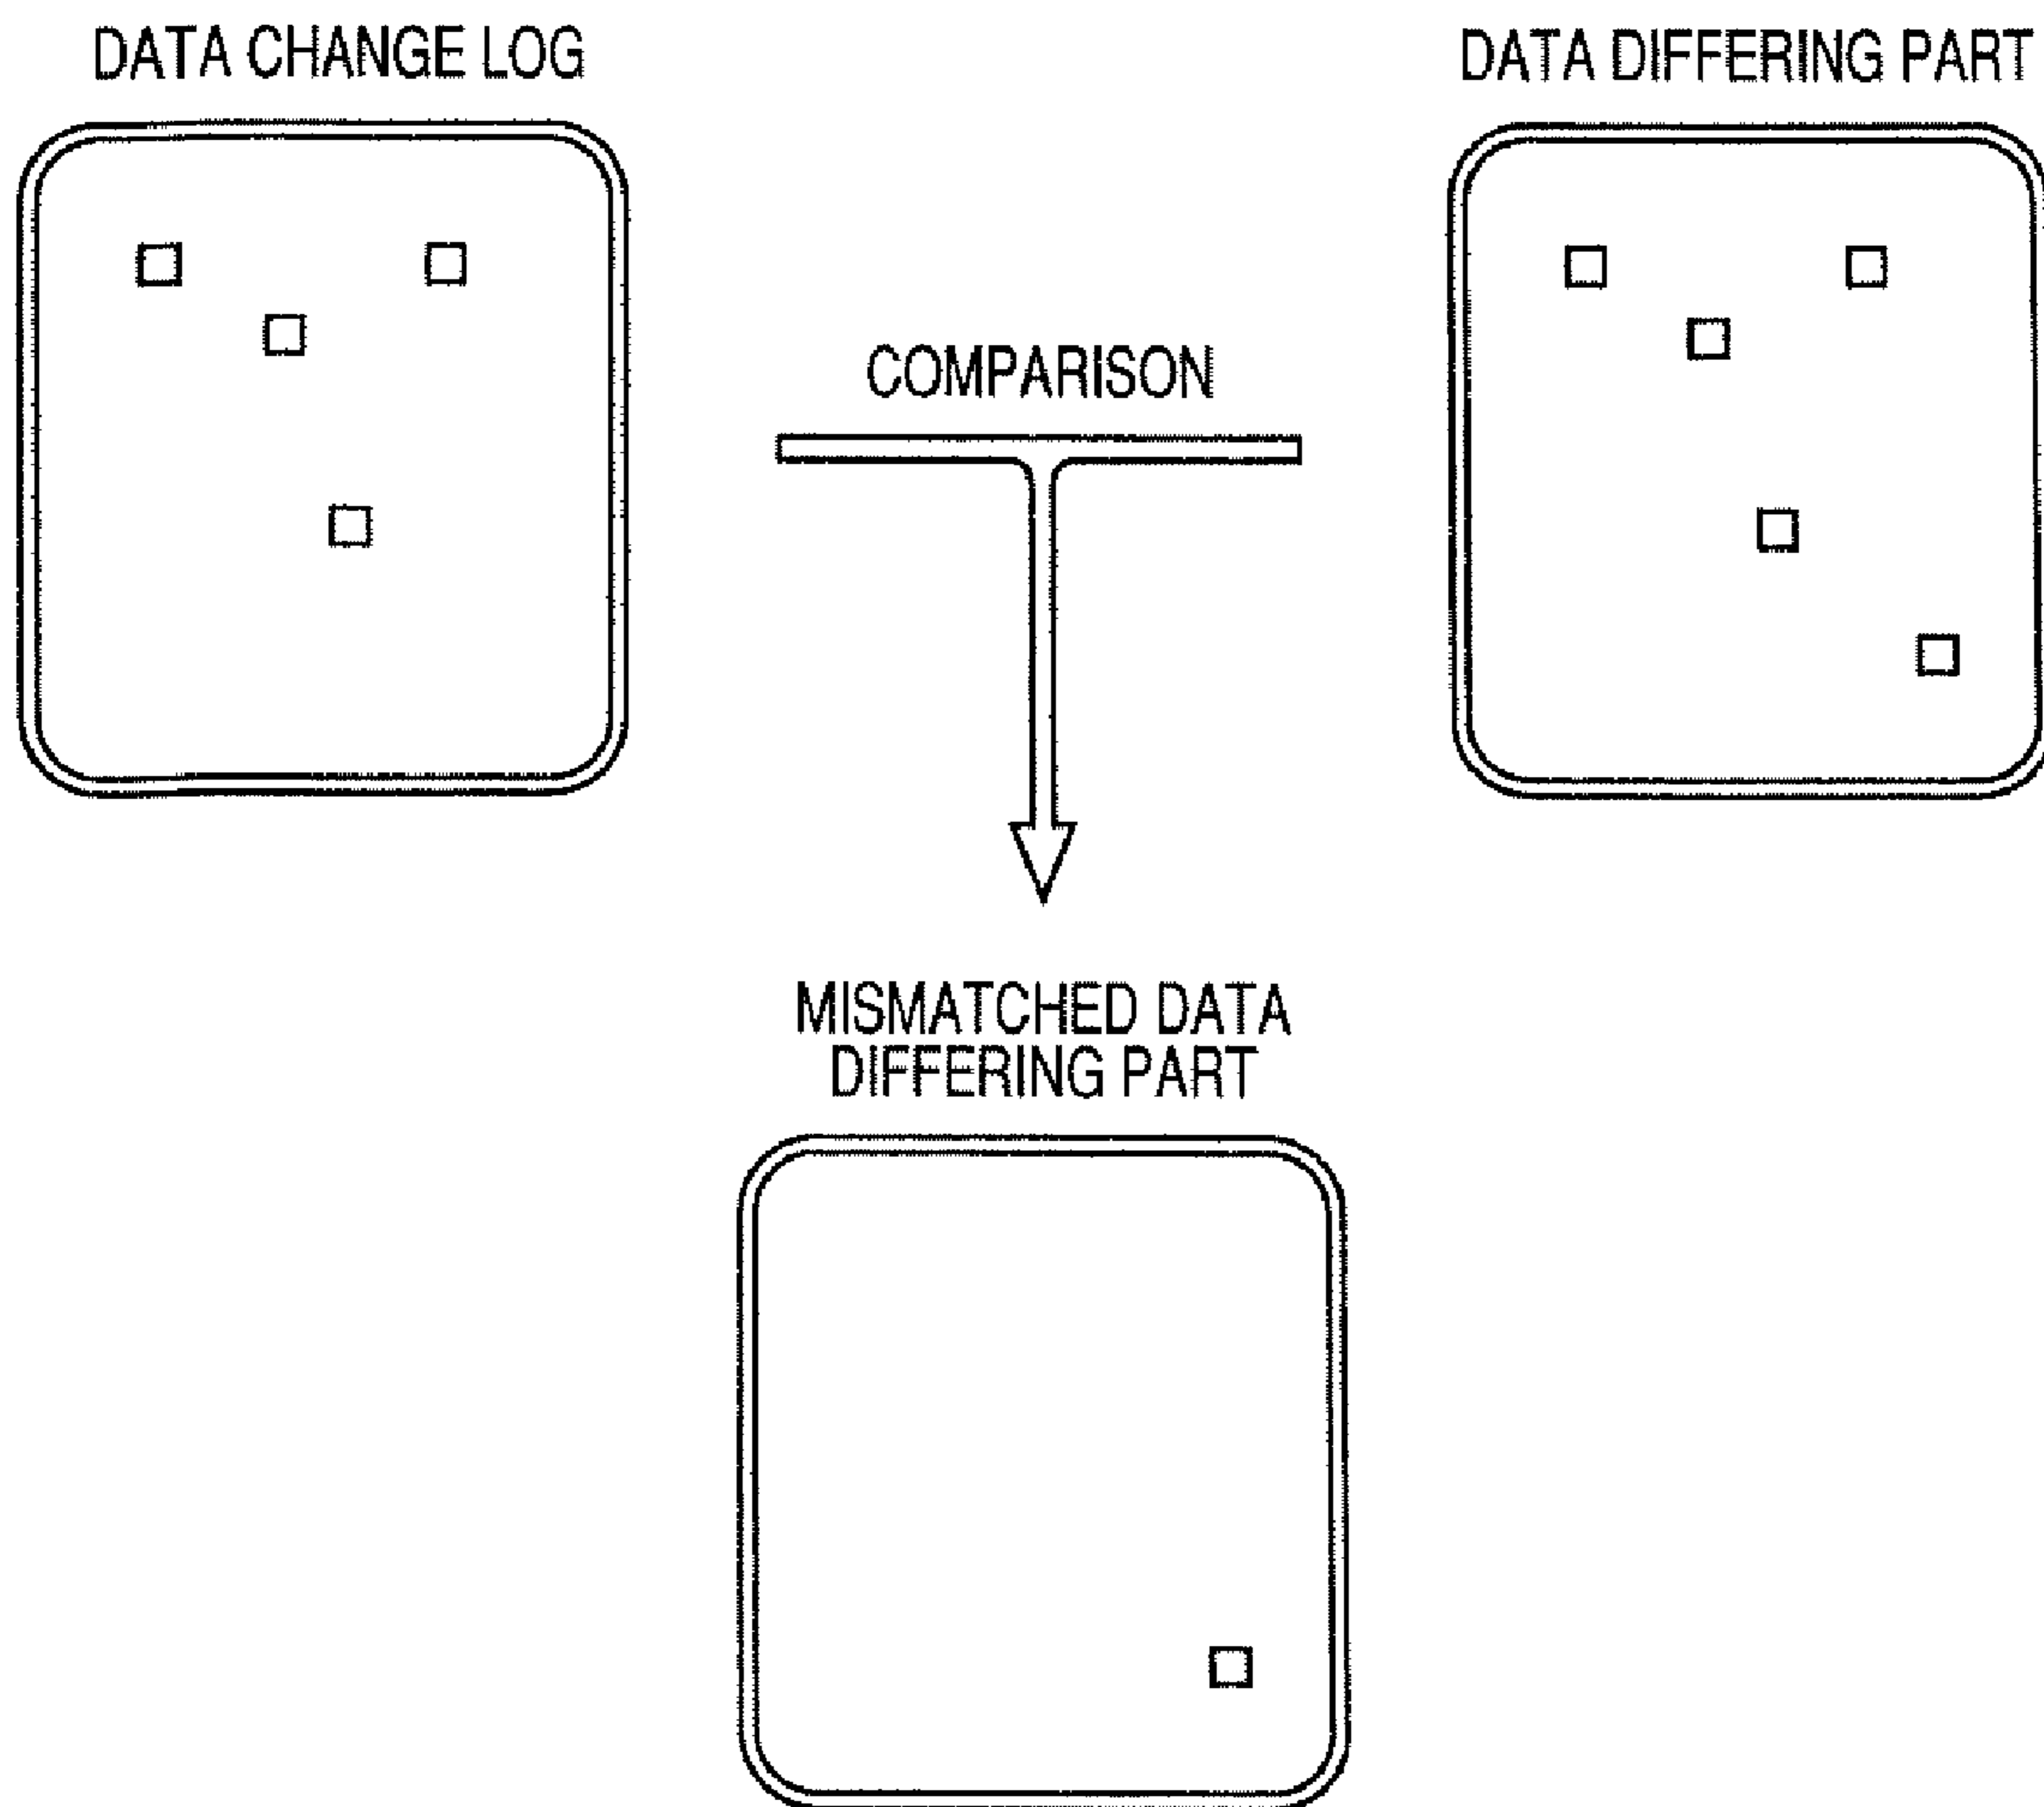 DATA CHANGE LOG
DATA DIFFERING PART
COMPARISON
MISMATCHED DATA
DIFFERING PART